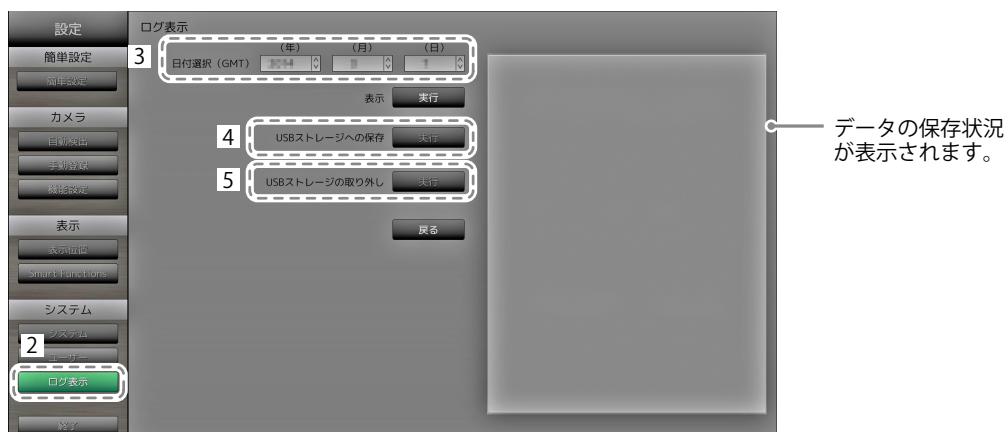 設定
簡単設定
簡単設定
カメラ
自動検出
手動登録
機能設定
表示
表示位置
Smart Functions
システム
システム
2
ユーザー
ログ表示
終了
ログ表示
3
(年) (月) (日)
日付選択（GMT）
表示 実行
4 USBストレージへの保存 実行
5 USBストレージの取り外し 実行
戻る
データの保存状況
が表示されます。